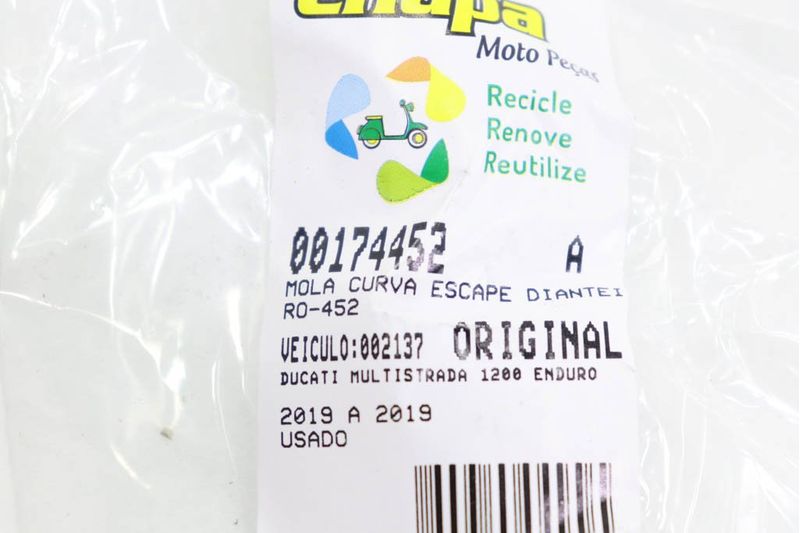 Chupa
Moto Peças
Recicle
Renove
Reutilize
00174452 A
MOLA CURVA ESCAPE DIANTEI
RO-452
VEICULO:002137 ORIGINAL
DUCATI MULTISTRADA 1200 ENDURO
2019 A 2019
USADO